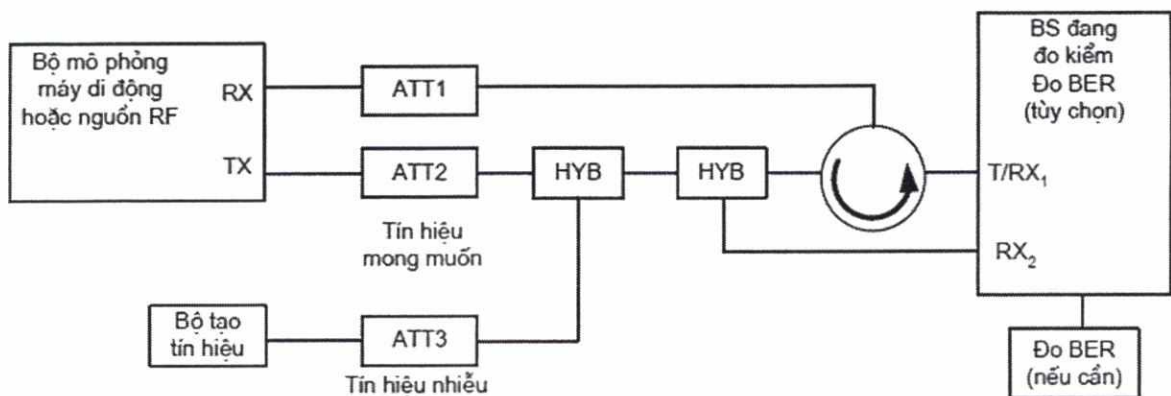 Bộ mô phỏng
máy di động
hoặc nguồn RF
RX
TX
ATT1
ATT2
HYB
HYB
Tín hiệu
mong muốn
Bộ tạo
tín hiệu
ATT3
Tín hiệu nhiễu
BS đang
đo kiểm
Đo BER
(tùy chọn)
T/RX₁
RX₂
Đo BER
(nếu cần)